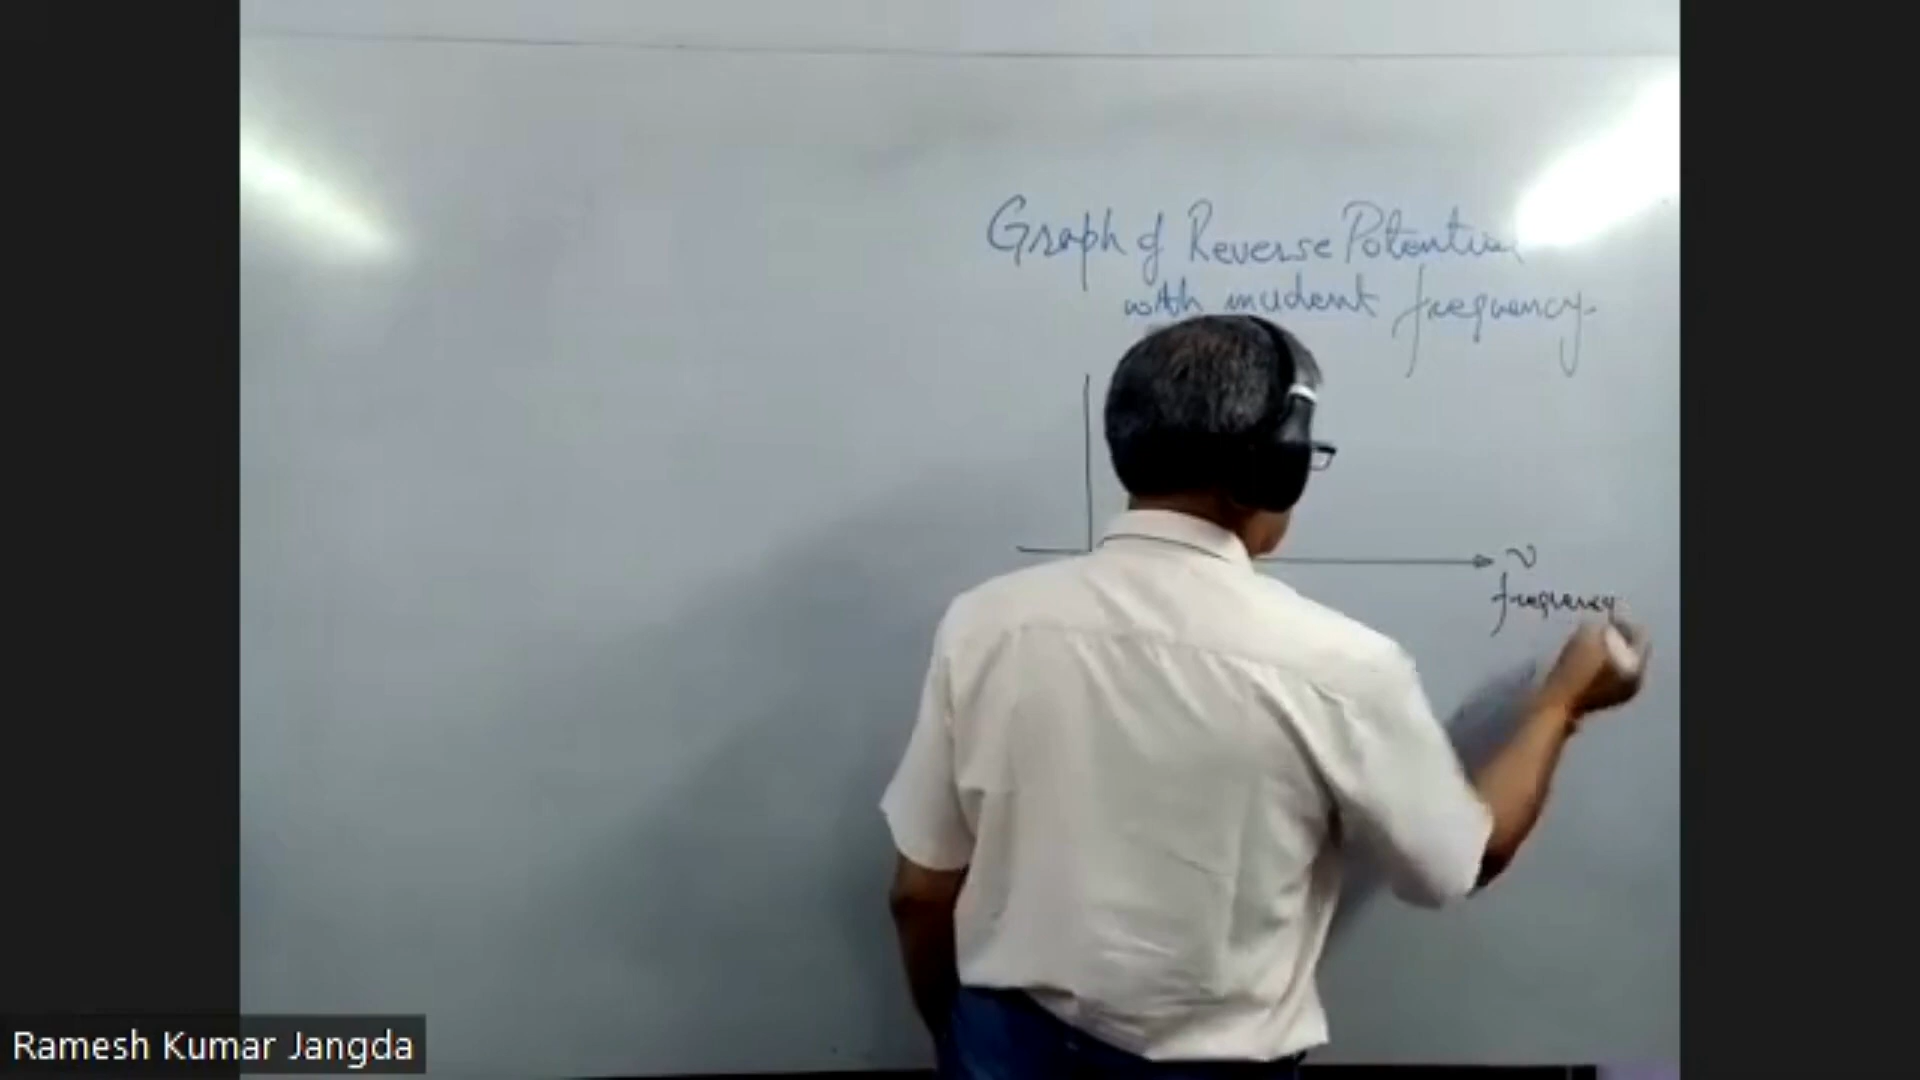 Graph of Reverse Potential
with incident frequency.
ν
frequency
Ramesh Kumar Jangda